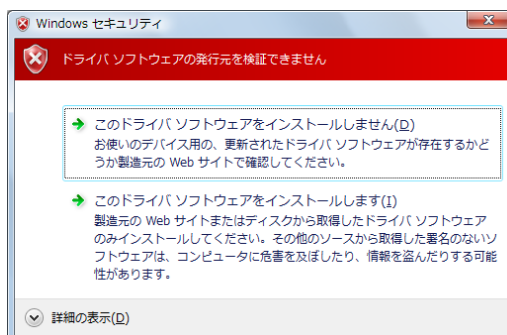 Windows セキュリティ
ドライバ ソフトウェアの発行元を検証できません
このドライバ ソフトウェアをインストールしません(D)
お使いのデバイス用の、更新されたドライバ ソフトウェアが存在するかど
うか製造元の Web サイトで確認してください。
このドライバ ソフトウェアをインストールします(I)
製造元の Web サイトまたはディスクから取得したドライバ ソフトウェア
のみインストールしてください。その他のソースから取得した署名のないソ
フトウェアは、コンピュータに危害を及ぼしたり、情報を盗んだりする可能
性があります。
詳細の表示(D)